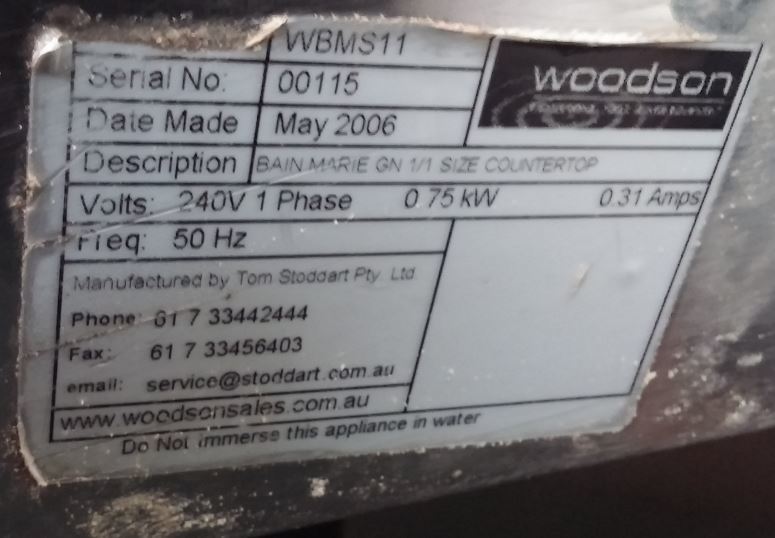 WBMS11
woodson
Serial No: 00115
Date Made May 2006
Description BAIN MARIE GN 1/1 SIZE COUNTERTOP
Volts: 240V 1 Phase 0.75 kW 0.31 Amps
Freq: 50 Hz
Manufactured by Tom Stoddart Pty. Ltd
Phone: 61 7 33442444
Fax: 61 7 33456403
email: service@stoddart.com.au
www.woodsonsales.com.au
Do Not immerse this appliance in water